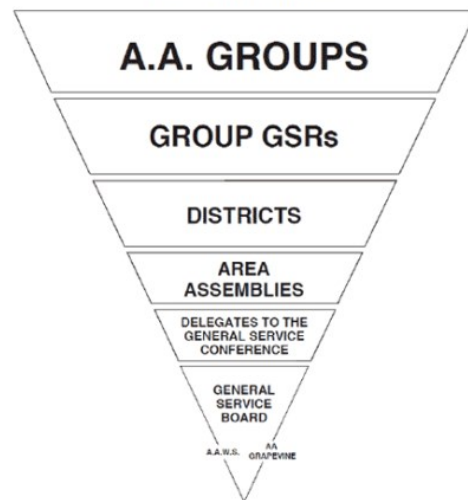 A.A. GROUPS
GROUP GSRs
DISTRICTS
AREA
ASSEMBLIES
DELEGATES TO THE
GENERAL SERVICE
CONFERENCE
GENERAL
SERVICE
BOARD
A.A.W.S.
AA
GRAPEVINE